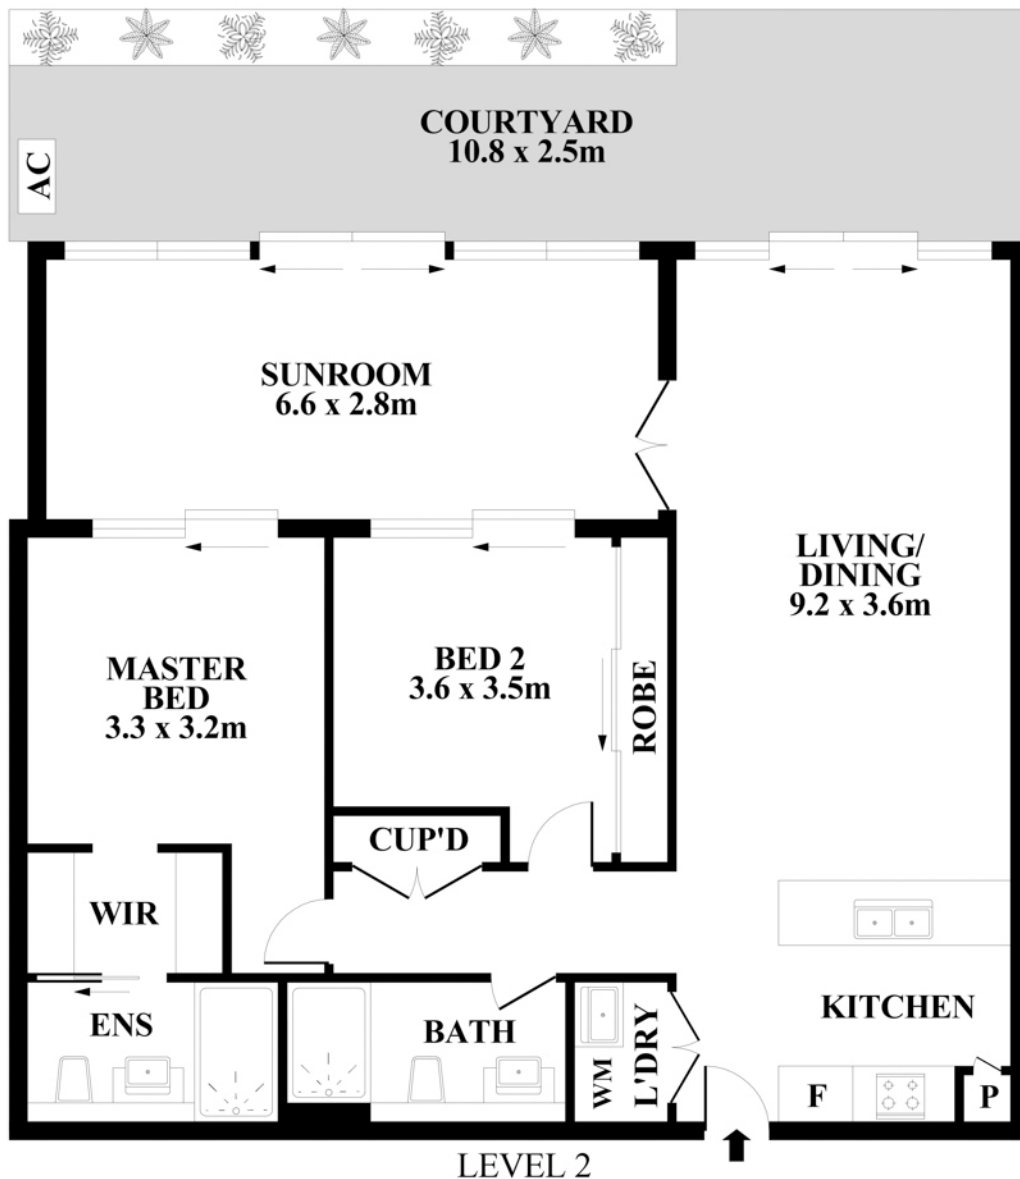 COURTYARD
10.8 x 2.5m
AC
SUNROOM
6.6 x 2.8m
LIVING/
DINING
9.2 x 3.6m
MASTER
BED
3.3 x 3.2m
BED 2
3.6 x 3.5m
ROBE
CUP'D
WIR
ENS
BATH
WM
L'DRY
KITCHEN
F
P
LEVEL 2